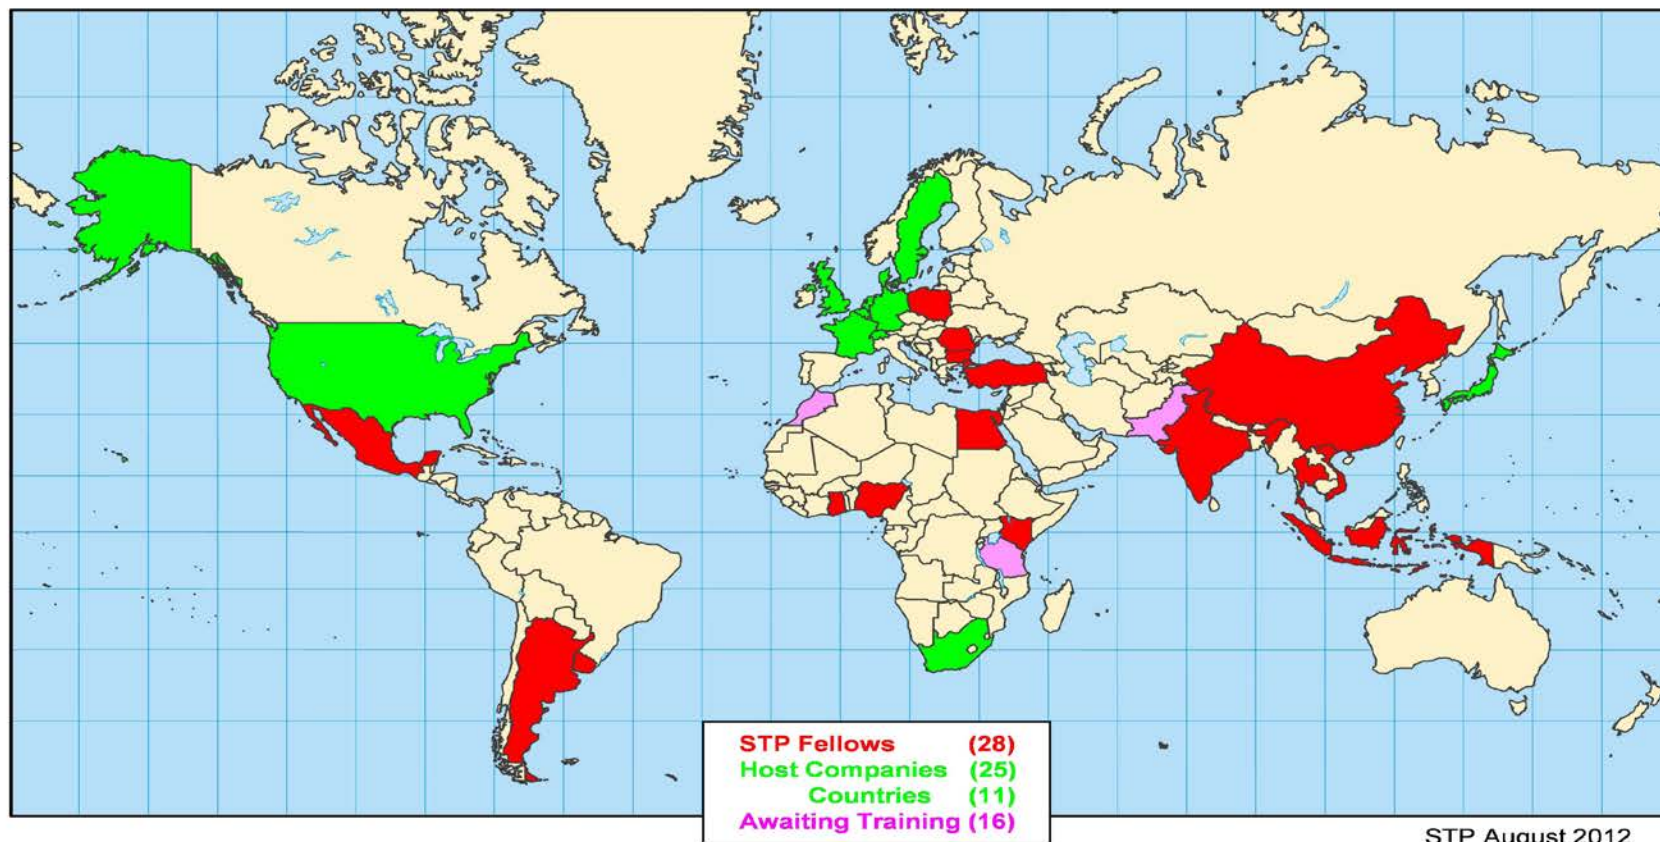 STP Fellows (28)
Host Companies (25)
Countries (11)
Awaiting Training (16)
STP August 2012